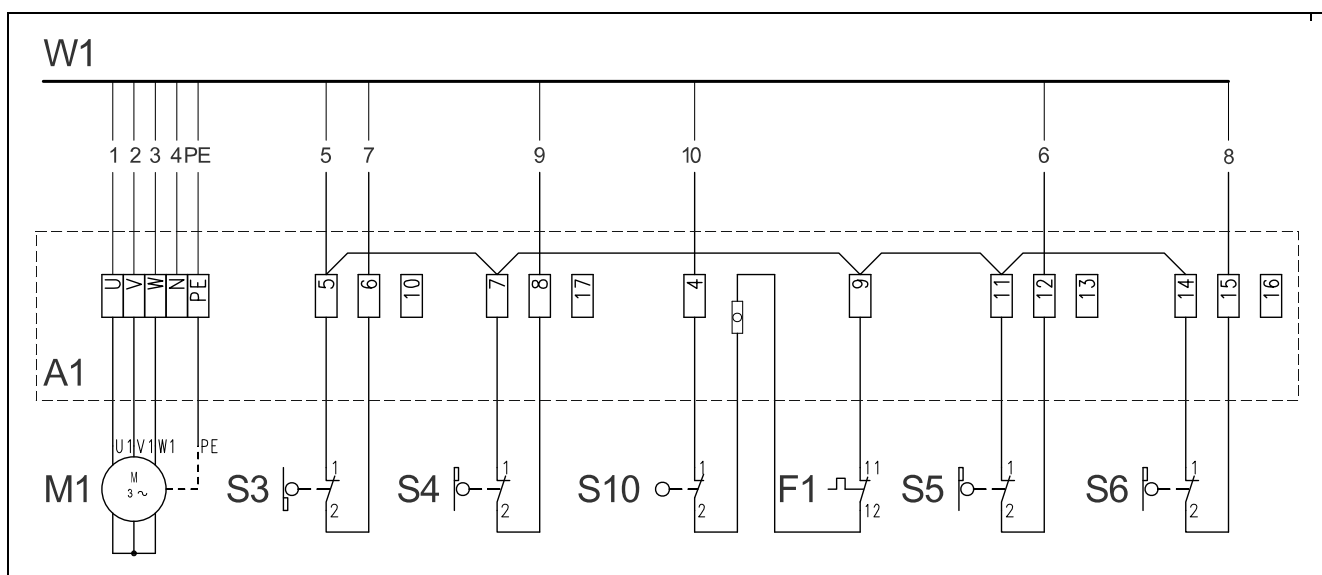 W1
1 2 3 4 PE 5 7 9 10 6 8
U V W N PE 5 6 10 7 8 17 4 9 11 12 13 14 15 16
A1
U1 V1 W1 PE
M1 M 3 ~ S3 1 2 S4 1 2 S10 1 2 F1 11 12 S5 1 2 S6 1 2